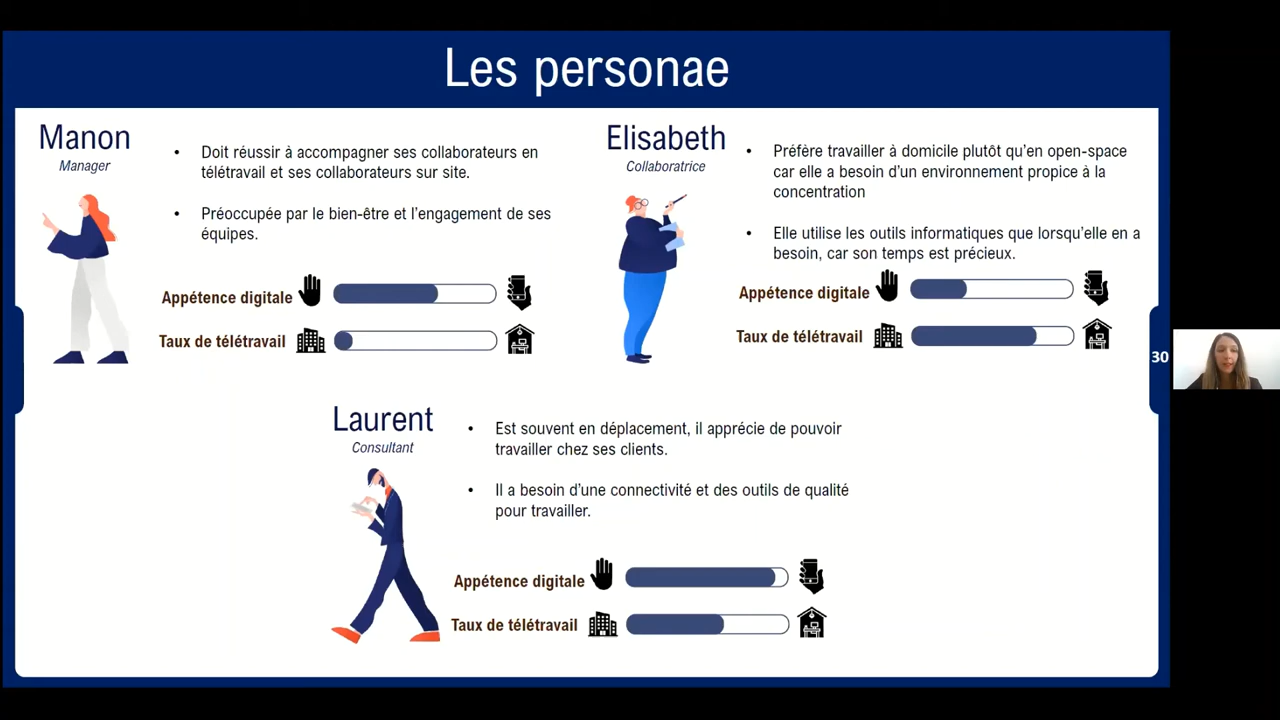 Les personae
Manon
Manager
• Doit réussir à accompagner ses collaborateurs en
télétravail et ses collaborateurs sur site.
• Préoccupée par le bien-être et l'engagement de ses
équipes.
Appétence digitale
Taux de télétravail
Elisabeth
Collaboratrice
• Préfère travailler à domicile plutôt qu'en open-space
car elle a besoin d'un environnement propice à la
concentration
• Elle utilise les outils informatiques que lorsqu'elle en a
besoin, car son temps est précieux.
Appétence digitale
Taux de télétravail
30
Laurent
Consultant
• Est souvent en déplacement, il apprécie de pouvoir
travailler chez ses clients.
• Il a besoin d'une connectivité et des outils de qualité
pour travailler.
Appétence digitale
Taux de télétravail